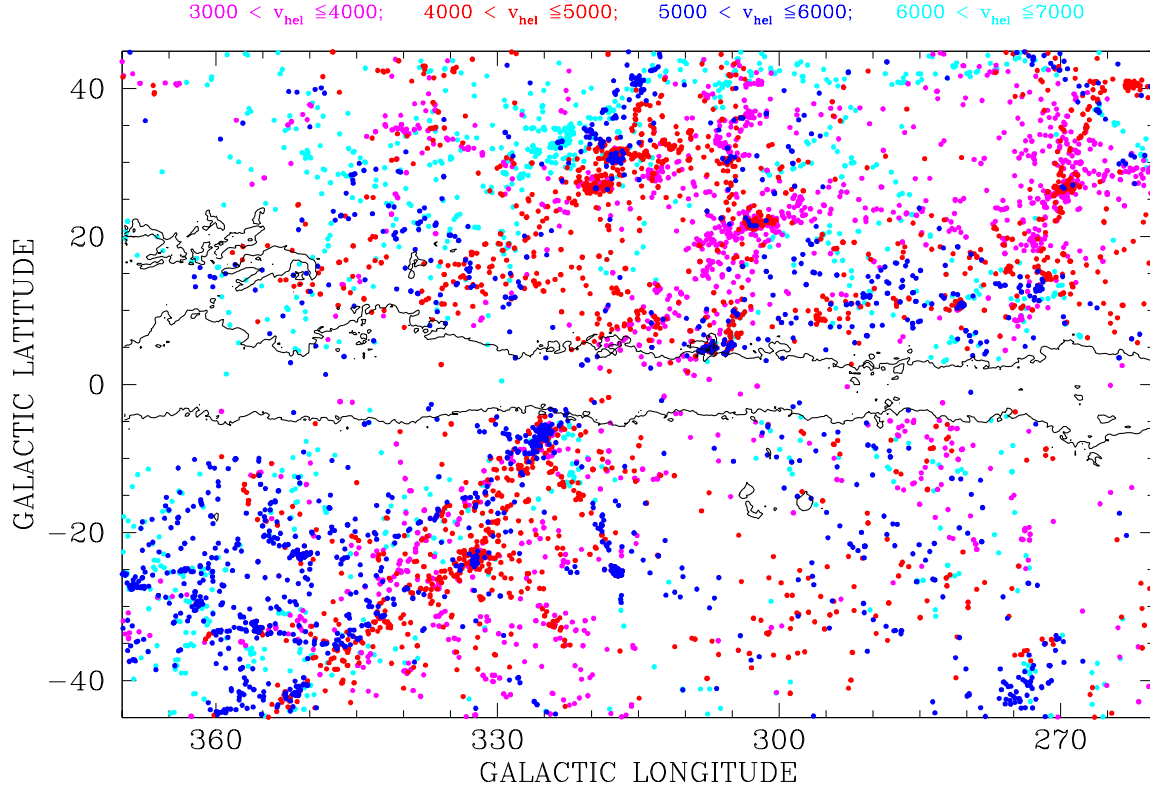 3000 < v_hel ≦4000; 4000 < v_hel ≦5000; 5000 < v_hel ≦6000; 6000 < v_hel ≦7000
40
20
0
−20
−40
GALACTIC LATITUDE
360 330 300 270
GALACTIC LONGITUDE